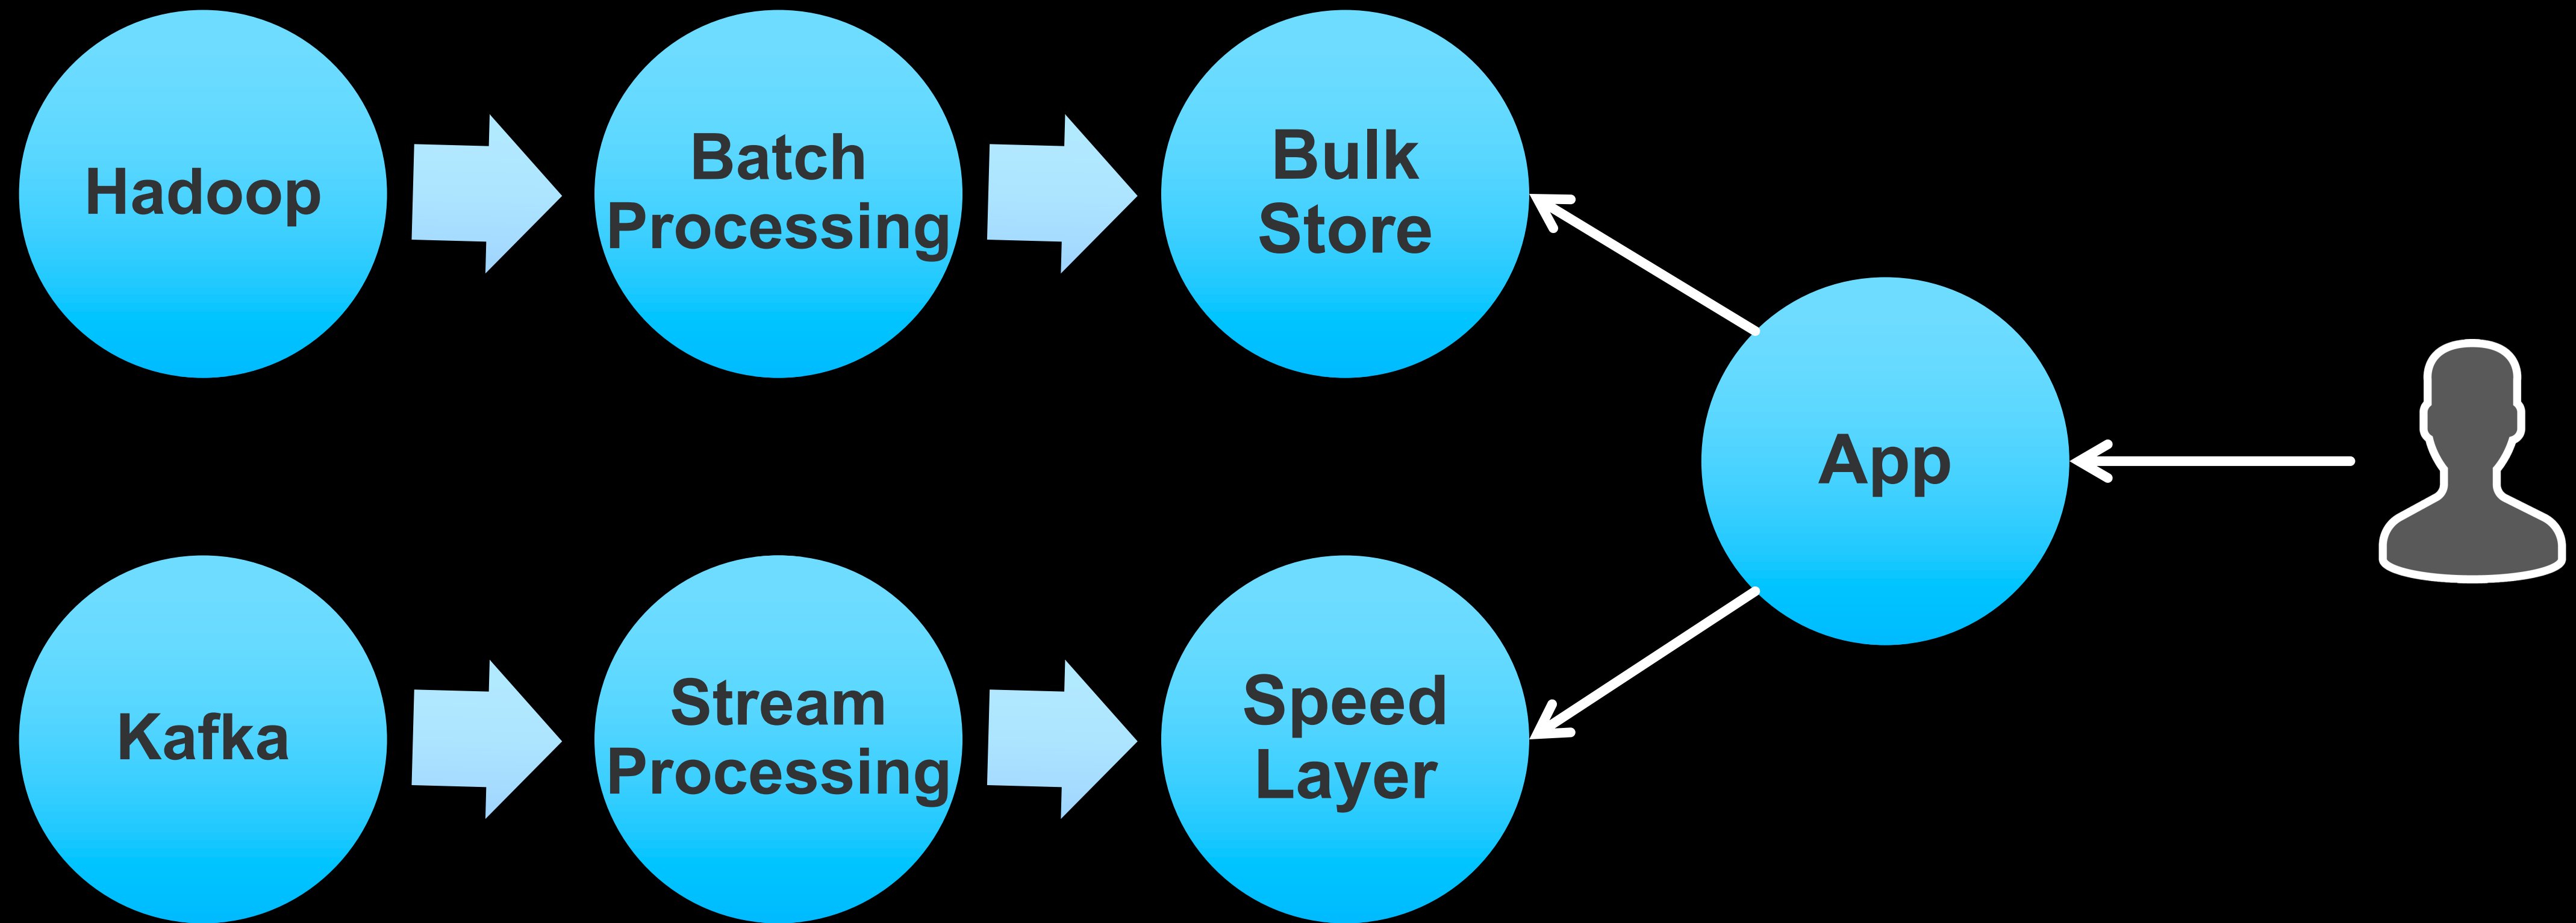 Hadoop
Batch
Processing
Bulk
Store
App
Kafka
Stream
Processing
Speed
Layer